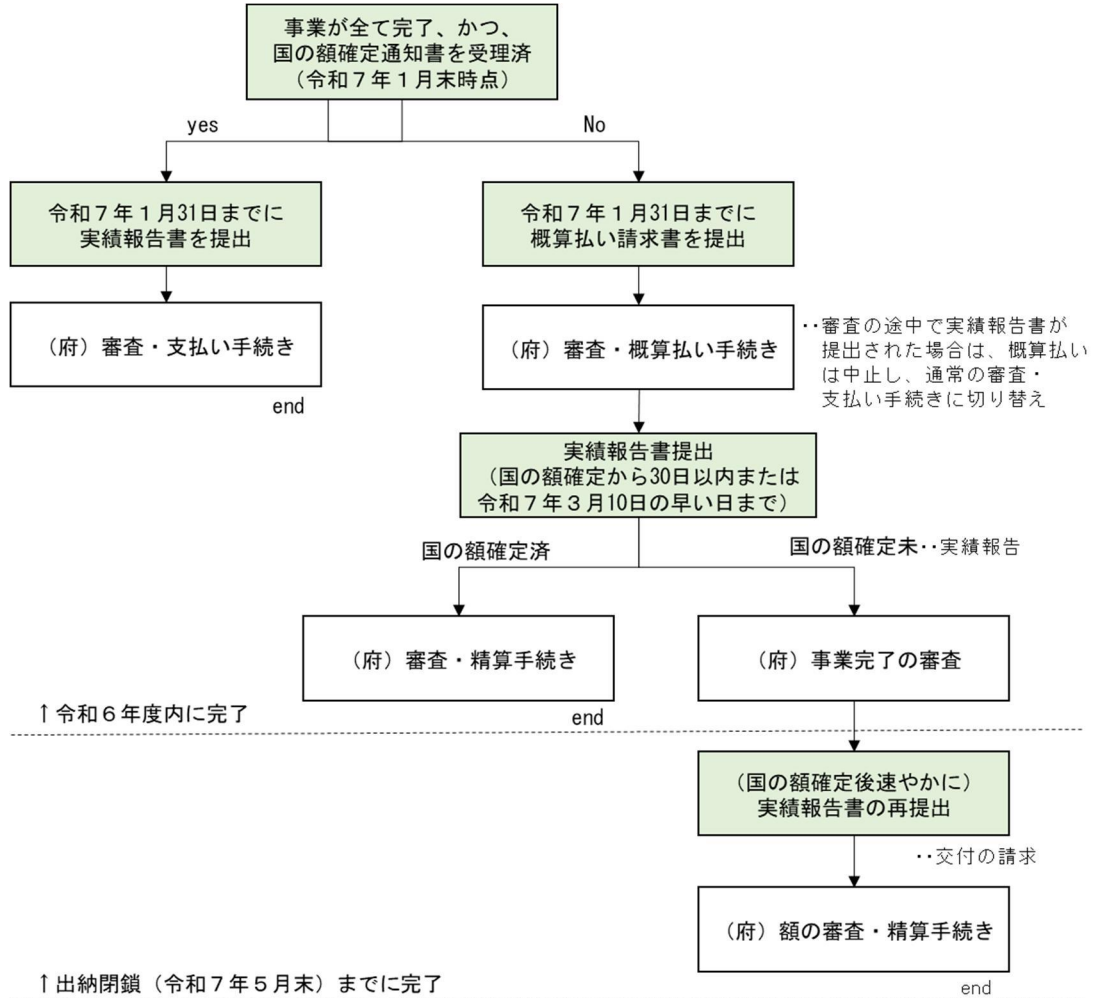 事業が全て完了、かつ、
国の額確定通知書を受理済
（令和７年１月末時点）
yes
No
令和７年１月31日までに
実績報告書を提出
令和７年１月31日までに
概算払い請求書を提出
（府）審査・支払い手続き
end
（府）審査・概算払い手続き
‥審査の途中で実績報告書が
提出された場合は、概算払い
は中止し、通常の審査・
支払い手続きに切り替え
実績報告書提出
（国の額確定から30日以内または
令和７年３月10日の早い日まで）
国の額確定済
国の額確定未‥実績報告
（府）審査・精算手続き
end
（府）事業完了の審査
↑令和６年度内に完了
（国の額確定後速やかに）
実績報告書の再提出
‥交付の請求
（府）額の審査・精算手続き
end
↑出納閉鎖（令和７年５月末）までに完了